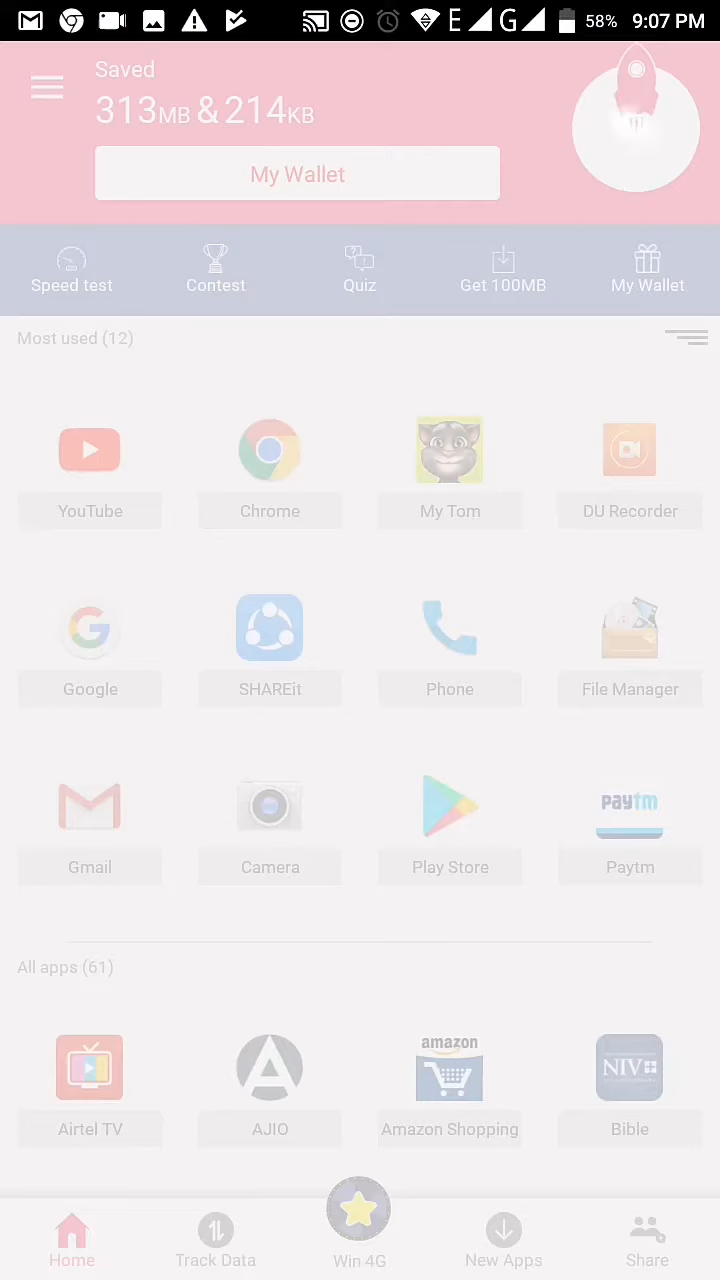 E G 58% 9:07 PM
Saved
313MB & 214KB
My Wallet
Speed test Contest Quiz Get 100MB My Wallet
Most used (12)
YouTube Chrome My Tom DU Recorder
Google SHAREit Phone File Manager
Paytm
Gmail Camera Play Store Paytm
All apps (61)
amazon
NIV
Airtel TV AJIO Amazon Shopping Bible
Home Track Data Win 4G New Apps Share